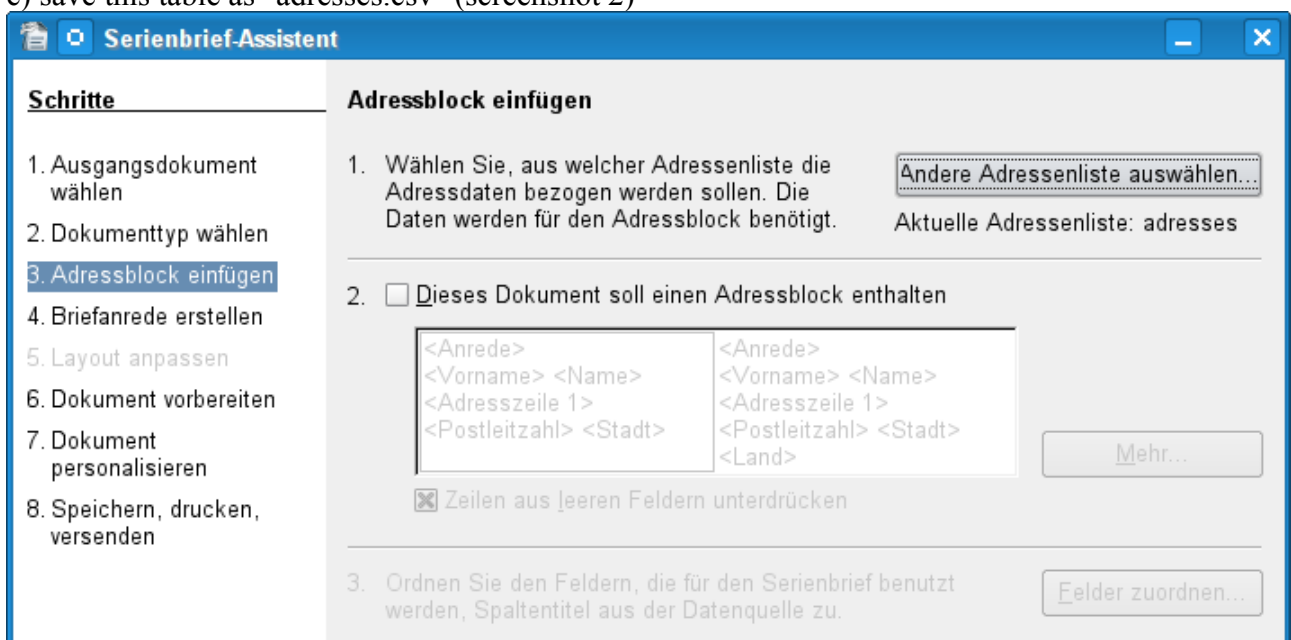 c) save this table as "adresses.csv" (screenshot 2)
Serienbrief-Assistent
Schritte
1. Ausgangsdokument
wählen
2. Dokumenttyp wählen
3. Adressblock einfügen
4. Briefanrede erstellen
5. Layout anpassen
6. Dokument vorbereiten
7. Dokument
personalisieren
8. Speichern, drucken,
versenden
Adressblock einfügen
1. Wählen Sie, aus welcher Adressenliste die
Adressdaten bezogen werden sollen. Die
Daten werden für den Adressblock benötigt.
Andere Adressenliste auswählen...
Aktuelle Adressenliste: adresses
2. Dieses Dokument soll einen Adressblock enthalten
<Anrede>
<Vorname> <Name>
<Adresszeile 1>
<Postleitzahl> <Stadt>
<Anrede>
<Vorname> <Name>
<Adresszeile 1>
<Postleitzahl> <Stadt>
<Land>
Mehr...
Zeilen aus leeren Feldern unterdrücken
3. Ordnen Sie den Feldern, die für den Serienbrief benutzt
werden, Spaltentitel aus der Datenquelle zu.
Felder zuordnen...